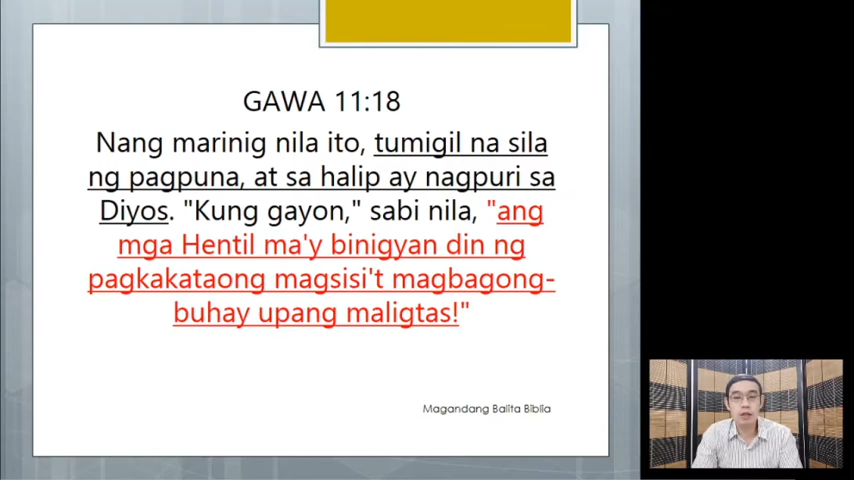 GAWA 11:18
Nang marinig nila ito, tumigil na sila
ng pagpuna, at sa halip ay nagpuri sa
Diyos. "Kung gayon," sabi nila, "ang
mga Hentil ma'y binigyan din ng
pagkakataong magsisi't magbagong-
buhay upang maligtas!"
Magandang Balita Biblia